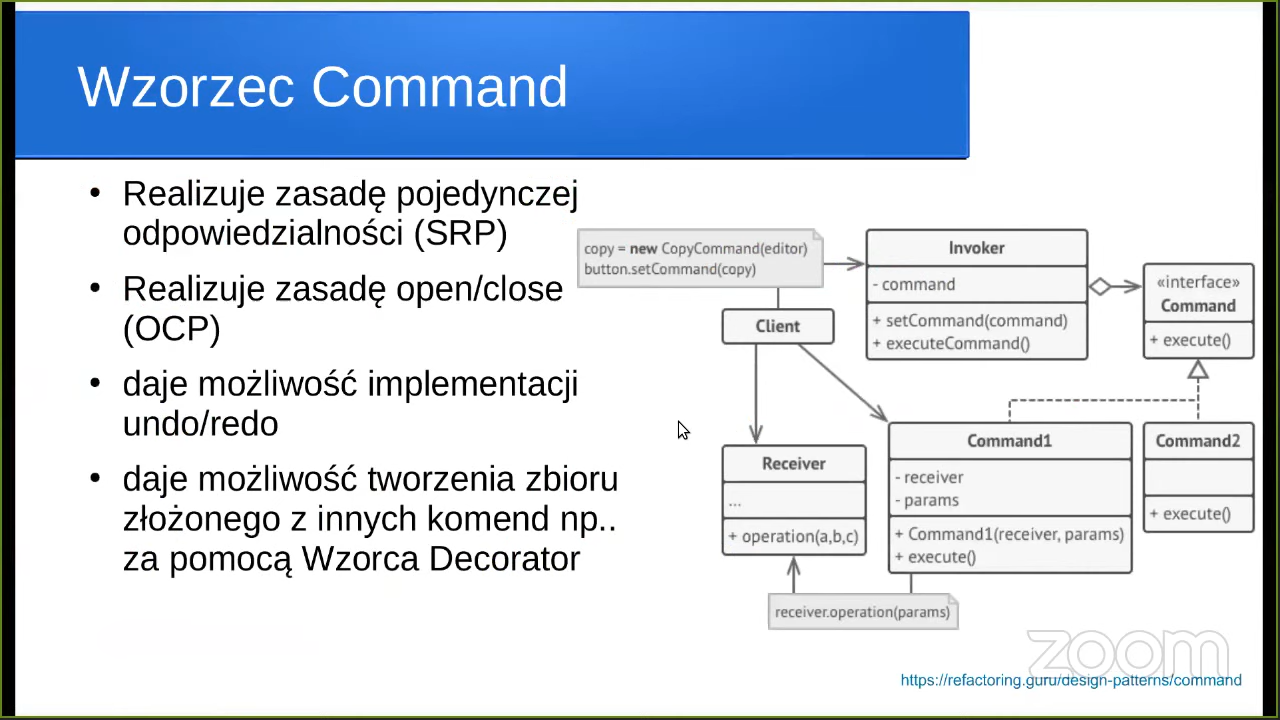 Wzorzec Command
• Realizuje zasadę pojedynczej
odpowiedzialności (SRP)
• Realizuje zasadę open/close
(OCP)
• daje możliwość implementacji
undo/redo
• daje możliwość tworzenia zbioru
złożonego z innych komend np..
za pomocą Wzorca Decorator
copy = new CopyCommand(editor)
button.setCommand(copy)
Client
Invoker
- command
+ setCommand(command)
+ executeCommand()
«interface»
Command
+ execute()
Receiver
...
+ operation(a,b,c)
Command1
- receiver
- params
+ Command1(receiver, params)
+ execute()
Command2
+ execute()
receiver.operation(params)
zoom
https://refactoring.guru/design-patterns/command